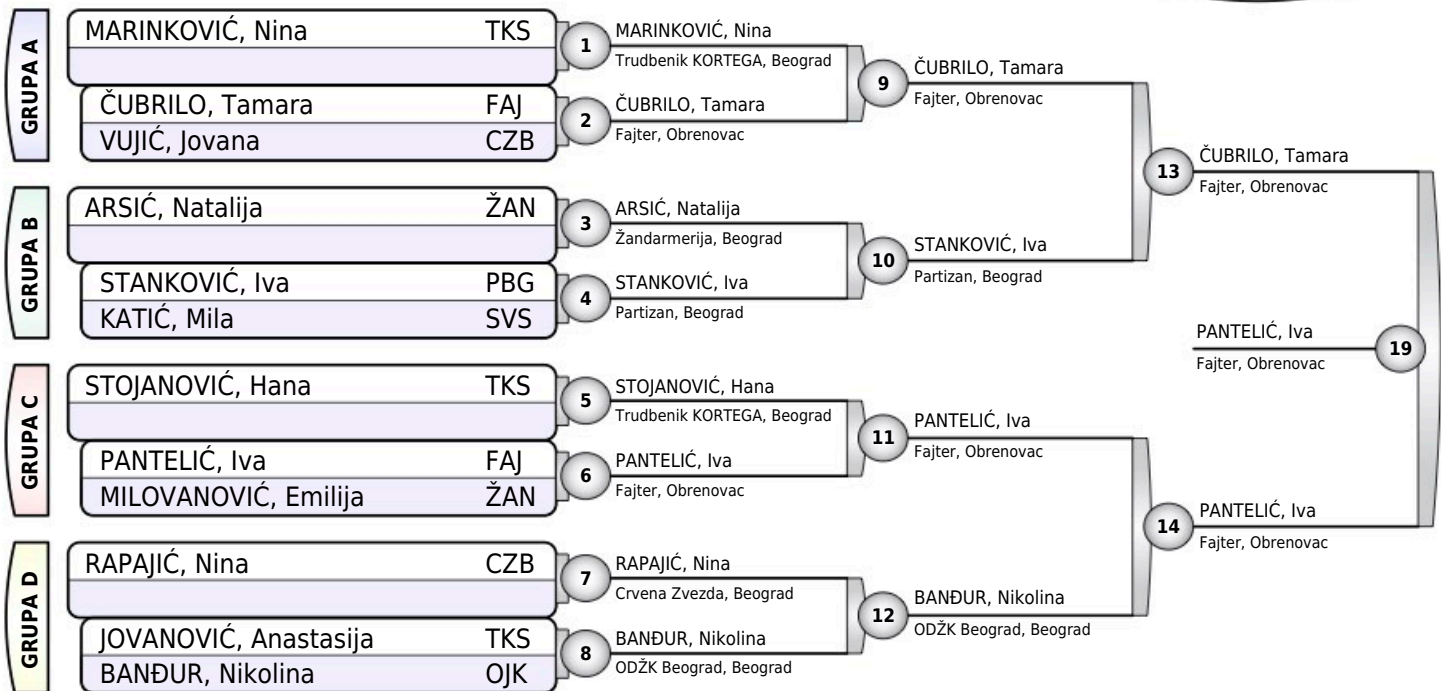 GRUPA A
MARINKOVIĆ, Nina TKS
ČUBRILO, Tamara FAJ
VUJIĆ, Jovana CZB
1
MARINKOVIĆ, Nina
Trudbenik KORTEGA, Beograd
2
ČUBRILO, Tamara
Fajter, Obrenovac
9
ČUBRILO, Tamara
Fajter, Obrenovac
GRUPA B
ARSIĆ, Natalija ŽAN
STANKOVIĆ, Iva PBG
KATIĆ, Mila SVS
3
ARSIĆ, Natalija
Žandarmerija, Beograd
4
STANKOVIĆ, Iva
Partizan, Beograd
10
STANKOVIĆ, Iva
Partizan, Beograd
13
ČUBRILO, Tamara
Fajter, Obrenovac
GRUPA C
STOJANOVIĆ, Hana TKS
PANTELIĆ, Iva FAJ
MILOVANOVIĆ, Emilija ŽAN
5
STOJANOVIĆ, Hana
Trudbenik KORTEGA, Beograd
6
PANTELIĆ, Iva
Fajter, Obrenovac
11
PANTELIĆ, Iva
Fajter, Obrenovac
GRUPA D
RAPAJIĆ, Nina CZB
JOVANOVIĆ, Anastasija TKS
BANĐUR, Nikolina OJK
7
RAPAJIĆ, Nina
Crvena Zvezda, Beograd
8
BANĐUR, Nikolina
ODŽK Beograd, Beograd
12
BANĐUR, Nikolina
ODŽK Beograd, Beograd
14
PANTELIĆ, Iva
Fajter, Obrenovac
PANTELIĆ, Iva
Fajter, Obrenovac
19